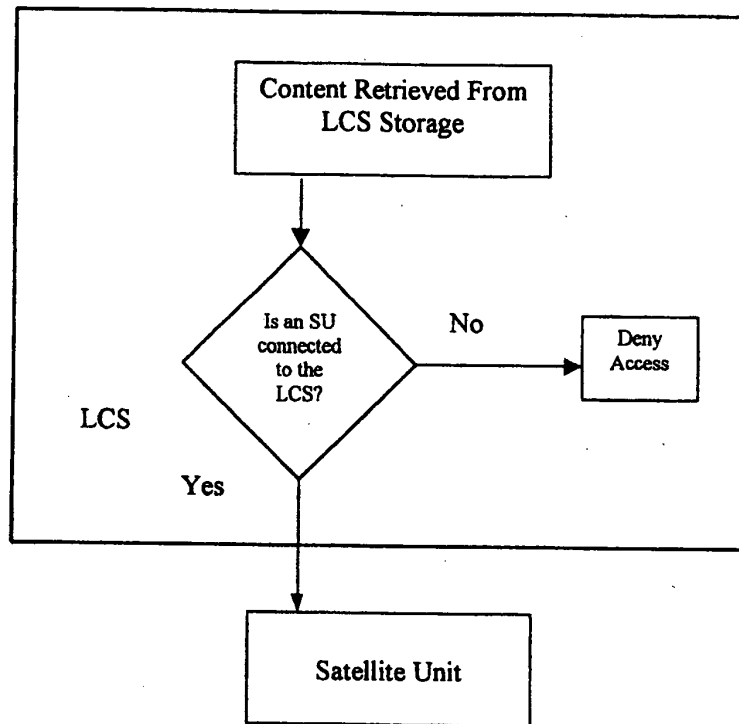 Content Retrieved From
LCS Storage
Is an SU
connected
to the
LCS?
No
Deny
Access
LCS
Yes
Satellite Unit